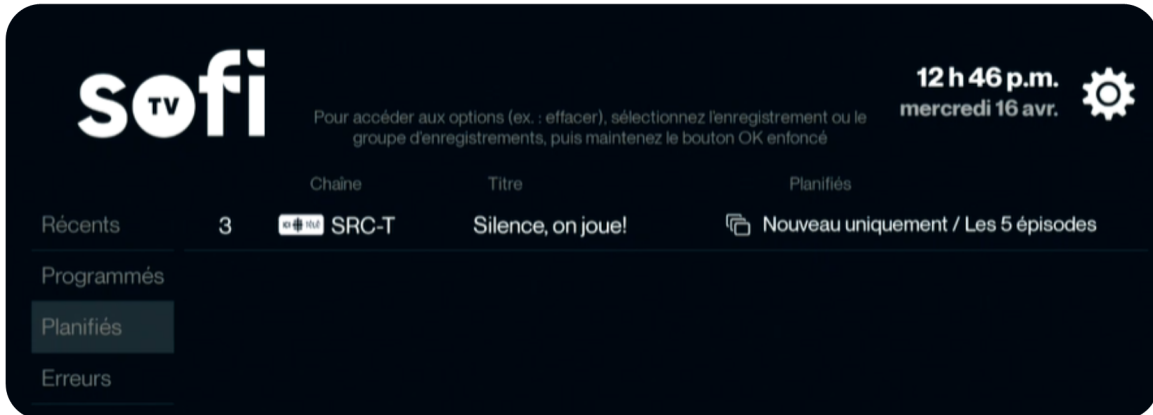 sofi TV
12 h 46 p.m.
mercredi 16 avr.
Pour accéder aux options (ex. : effacer), sélectionnez l'enregistrement ou le
groupe d'enregistrements, puis maintenez le bouton OK enfoncé
Chaîne Titre Planifiés
Récents 3 ICI télé SRC-T Silence, on joue! Nouveau uniquement / Les 5 épisodes
Programmés
Planifiés
Erreurs